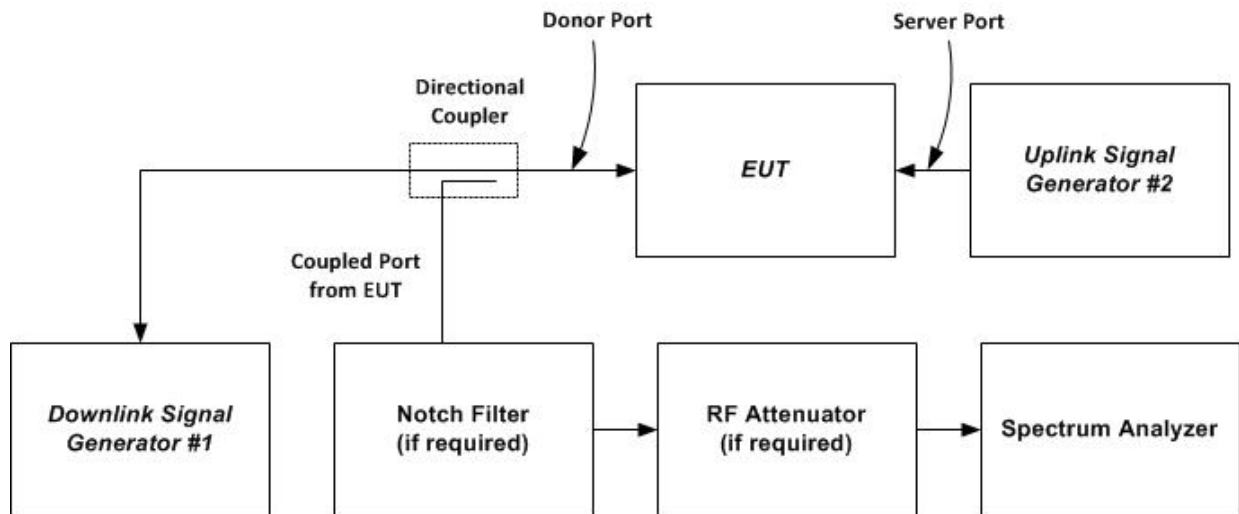 Donor Port
Server Port
Directional
Coupler
EUT
Uplink Signal
Generator #2
Coupled Port
from EUT
Downlink Signal
Generator #1
Notch Filter
(if required)
RF Attenuator
(if required)
Spectrum Analyzer